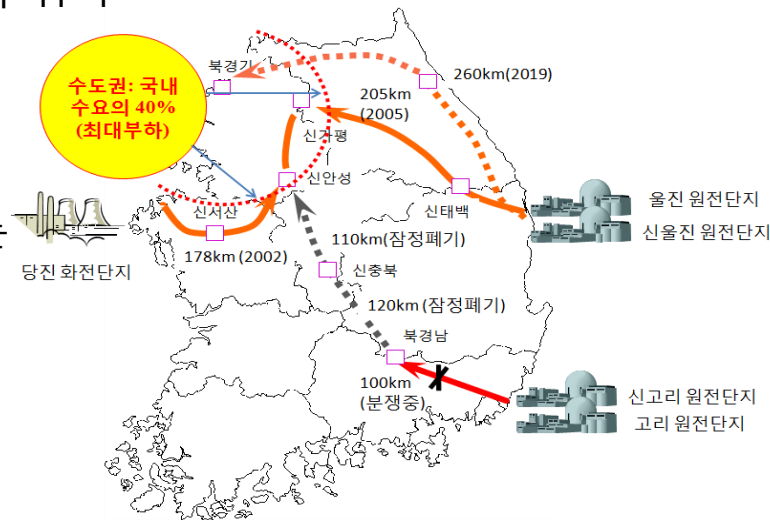 북경기
260km(2019)
수도권: 국내
수요의 40%
(최대부하)
205km
(2005)
신가평
신안성
울진 원전단지
신서산
신태백
신울진 원전단지
110km(잠정폐기)
178km (2002)
당진 화전단지
신충북
120km (잠정폐기)
북경남
100km
(분쟁중)
신고리 원전단지
고리 원전단지